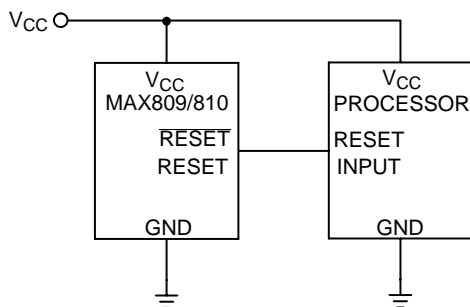 VCC
VCC
MAX809/810
RESET
RESET
GND
VCC
PROCESSOR
RESET
INPUT
GND